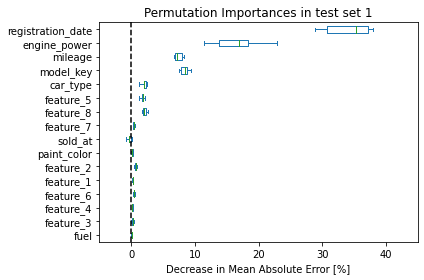 Permutation Importances in test set 1
registration_date
engine_power
mileage
model_key
car_type
feature_5
feature_8
feature_7
sold_at
paint_color
feature_2
feature_1
feature_6
feature_4
feature_3
fuel
0 10 20 30 40
Decrease in Mean Absolute Error [%]